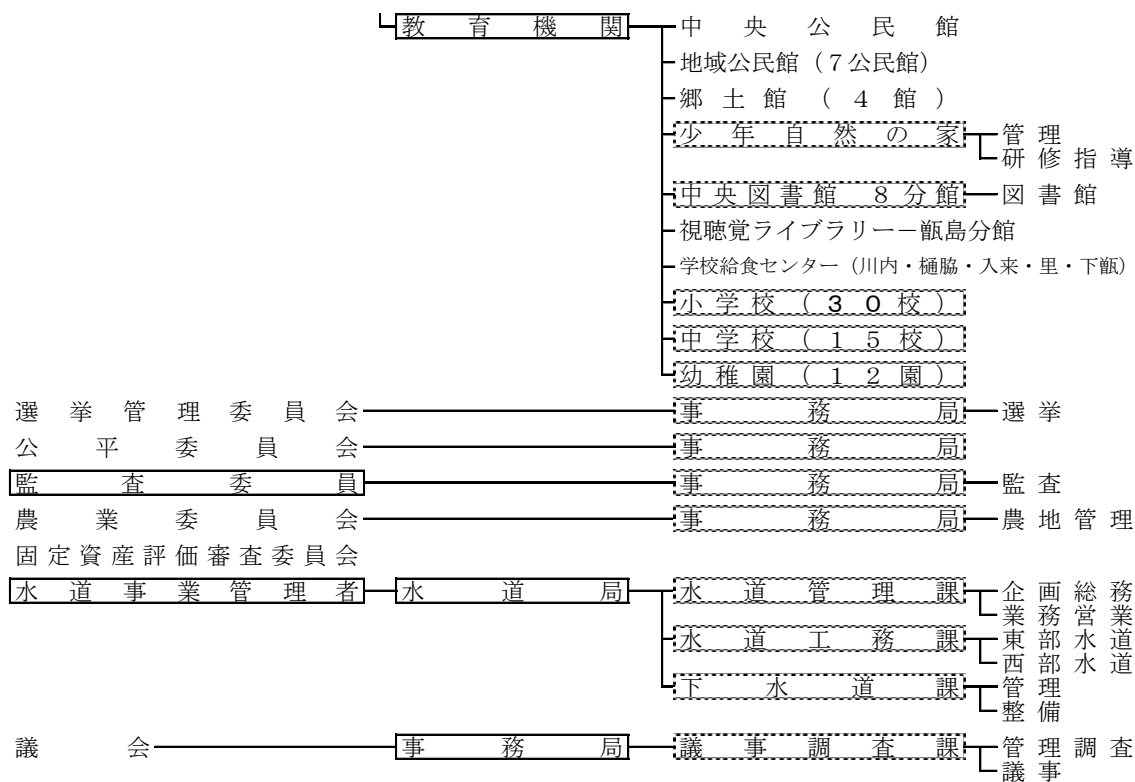 教育機関 中央公民館
地域公民館（７公民館）
郷土館（４館）
少年自然の家 管理
研修指導
中央図書館 ８分館 図書館
視聴覚ライブラリー－甑島分館
学校給食センター（川内・樋脇・入来・里・下甑）
小学校（３０校）
中学校（１５校）
幼稚園（１２園）
選挙管理委員会 事務局 選挙
公平委員会 事務局
監査委員 事務局 監査
農業委員会 事務局 農地管理
固定資産評価審査委員会
水道事業管理者 水道局 水道管理課 企画総務
業務営業
水道工務課 東部水道
西部水道
下水道課 管理
整備
議会 事務局 議事調査課 管理調査
議事